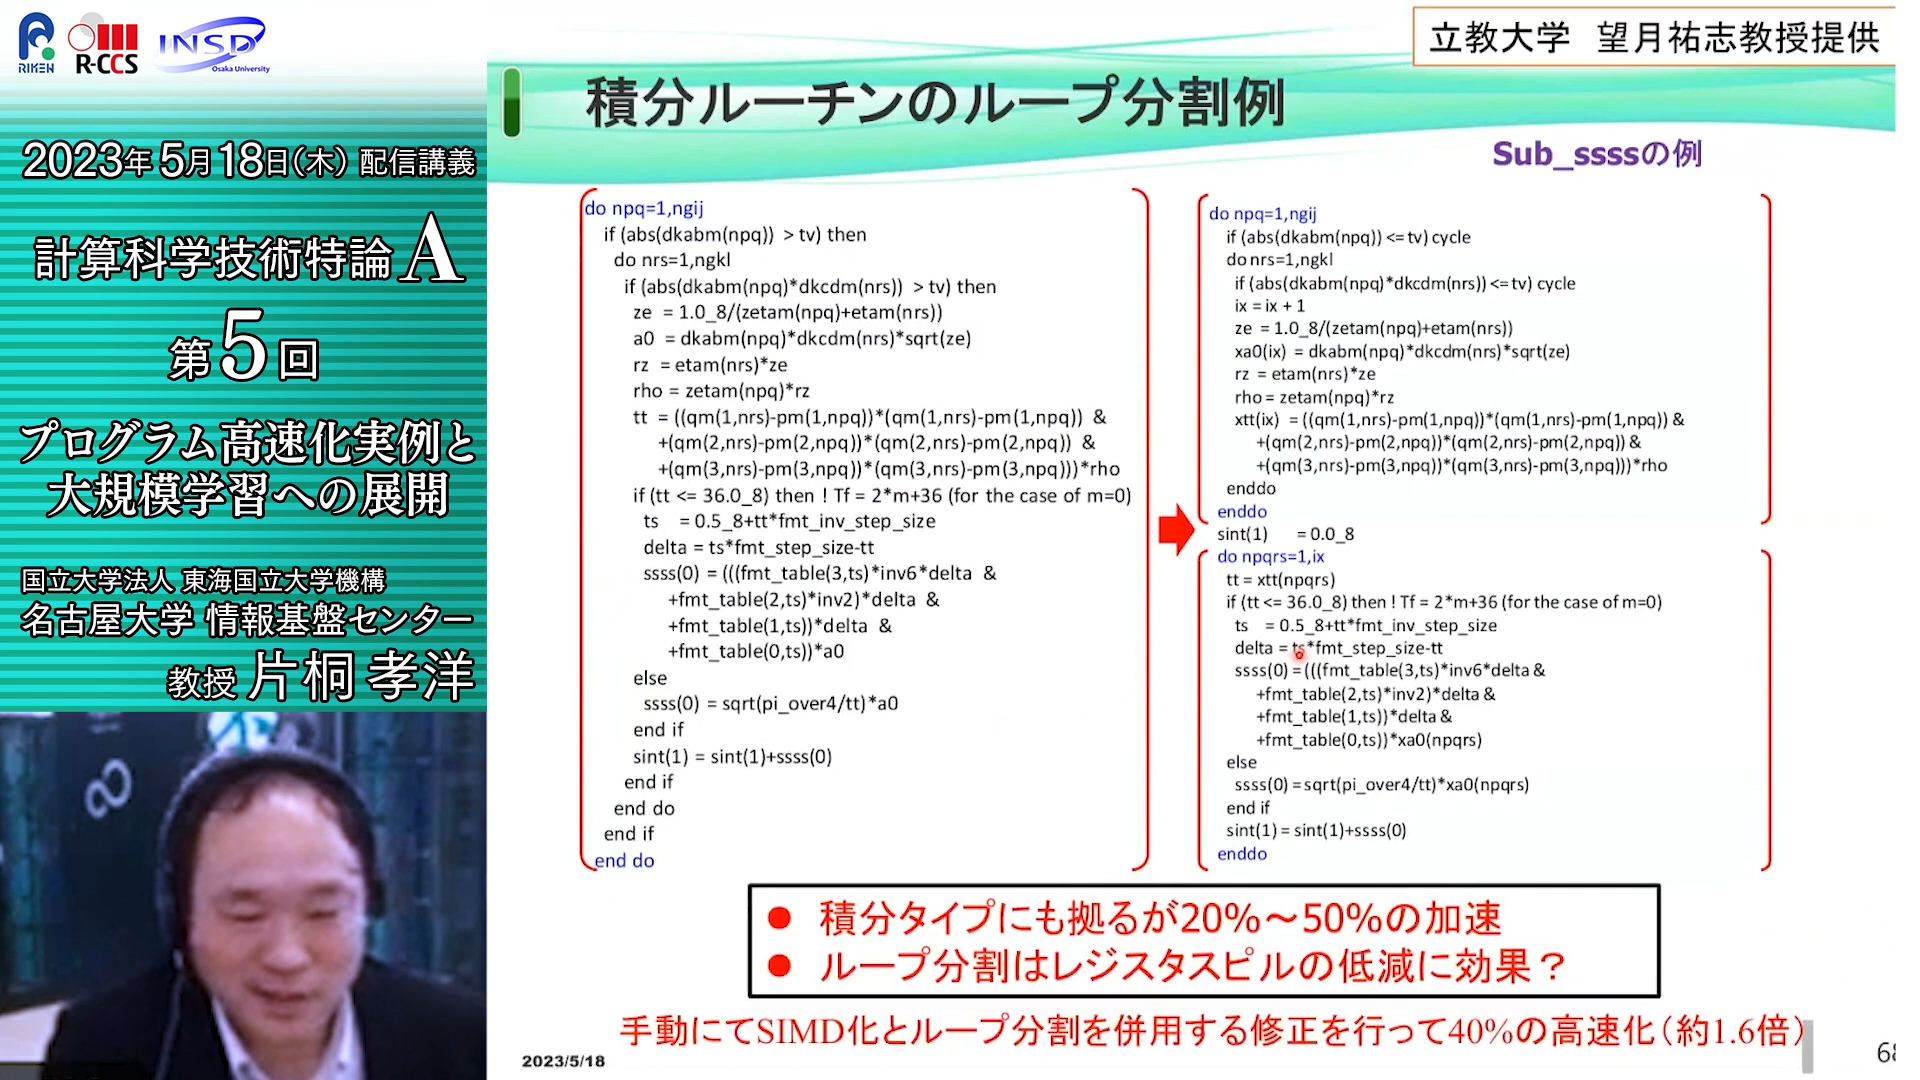 RIKEN
R-CCS
INSD
Osaka University
2023年5月18日(木) 配信講義
計算科学技術特論A
第5回
プログラム高速化実例と
大規模学習への展開
国立大学法人 東海国立大学機構
名古屋大学 情報基盤センター
教授 片桐 孝洋
立教大学 望月祐志教授提供
積分ルーチンのループ分割例
Sub_ssssの例
do npq=1,ngij
if (abs(dkabm(npq)) > tv) then
do nrs=1,ngkl
if (abs(dkabm(npq)*dkcdm(nrs)) > tv) then
ze = 1.0_8/(zetam(npq)+etam(nrs))
a0 = dkabm(npq)*dkcdm(nrs)*sqrt(ze)
rz = etam(nrs)*ze
rho = zetam(npq)*rz
tt = ((qm(1,nrs)-pm(1,npq))*(qm(1,nrs)-pm(1,npq)) &
+(qm(2,nrs)-pm(2,npq))*(qm(2,nrs)-pm(2,npq)) &
+(qm(3,nrs)-pm(3,npq))*(qm(3,nrs)-pm(3,npq)))*rho
if (tt <= 36.0_8) then ! Tf = 2*m+36 (for the case of m=0)
ts = 0.5_8+tt*fmt_inv_step_size
delta = ts*fmt_step_size-tt
ssss(0) = (((fmt_table(3,ts)*inv6*delta &
+fmt_table(2,ts)*inv2)*delta &
+fmt_table(1,ts))*delta &
+fmt_table(0,ts))*a0
else
ssss(0) = sqrt(pi_over4/tt)*a0
end if
sint(1) = sint(1)+ssss(0)
end if
end do
end if
end do
do npq=1,ngij
if (abs(dkabm(npq)) <= tv) cycle
do nrs=1,ngkl
if (abs(dkabm(npq)*dkcdm(nrs)) <= tv) cycle
ix = ix + 1
ze = 1.0_8/(zetam(npq)+etam(nrs))
xa0(ix) = dkabm(npq)*dkcdm(nrs)*sqrt(ze)
rz = etam(nrs)*ze
rho = zetam(npq)*rz
xtt(ix) = ((qm(1,nrs)-pm(1,npq))*(qm(1,nrs)-pm(1,npq)) &
+(qm(2,nrs)-pm(2,npq))*(qm(2,nrs)-pm(2,npq)) &
+(qm(3,nrs)-pm(3,npq))*(qm(3,nrs)-pm(3,npq)))*rho
enddo
enddo
sint(1) = 0.0_8
do npqrs=1,ix
tt = xtt(npqrs)
if (tt <= 36.0_8) then ! Tf = 2*m+36 (for the case of m=0)
ts = 0.5_8+tt*fmt_inv_step_size
delta = ts*fmt_step_size-tt
ssss(0) = (((fmt_table(3,ts)*inv6*delta &
+fmt_table(2,ts)*inv2)*delta &
+fmt_table(1,ts))*delta &
+fmt_table(0,ts))*xa0(npqrs)
else
ssss(0) = sqrt(pi_over4/tt)*xa0(npqrs)
end if
sint(1) = sint(1)+ssss(0)
enddo
● 積分タイプにも拠るが20%～50%の加速
● ループ分割はレジスタスピルの低減に効果？
手動にてSIMD化とループ分割を併用する修正を行って40%の高速化（約1.6倍）
2023/5/18